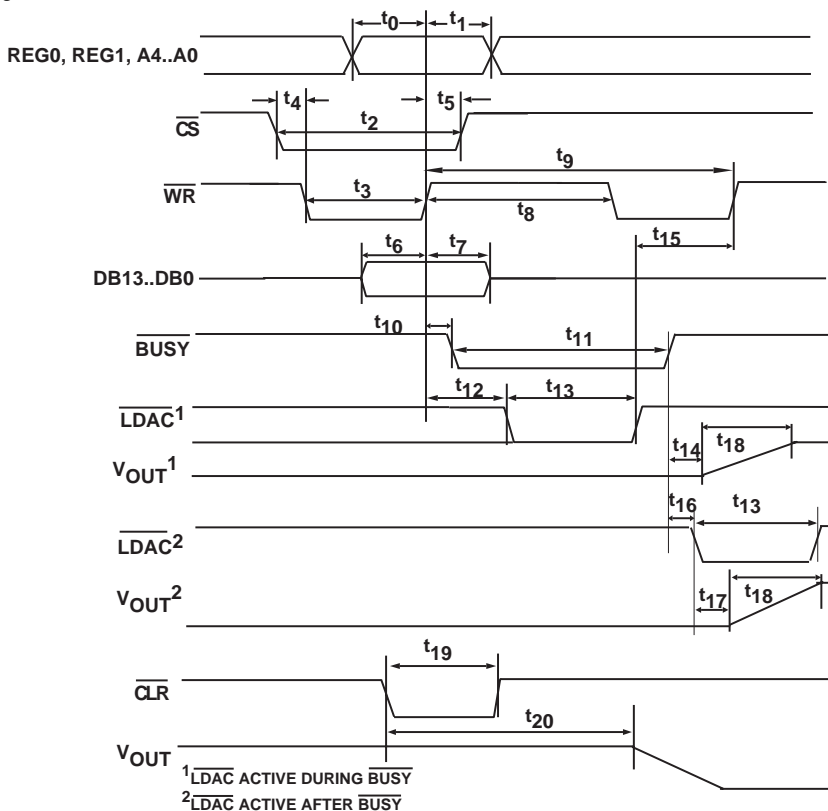 t0 t1
REG0, REG1, A4..A0
t4 t5
t2
CS
t9
WR
t3
t8
t15
t6 t7
DB13..DB0
t10
t11
BUSY
t12 t13
LDAC1
t14 t18
VOUT1
t16 t13
LDAC2
t17 t18
VOUT2
t19
CLR
t20
VOUT
1LDAC ACTIVE DURING BUSY
2LDAC ACTIVE AFTER BUSY